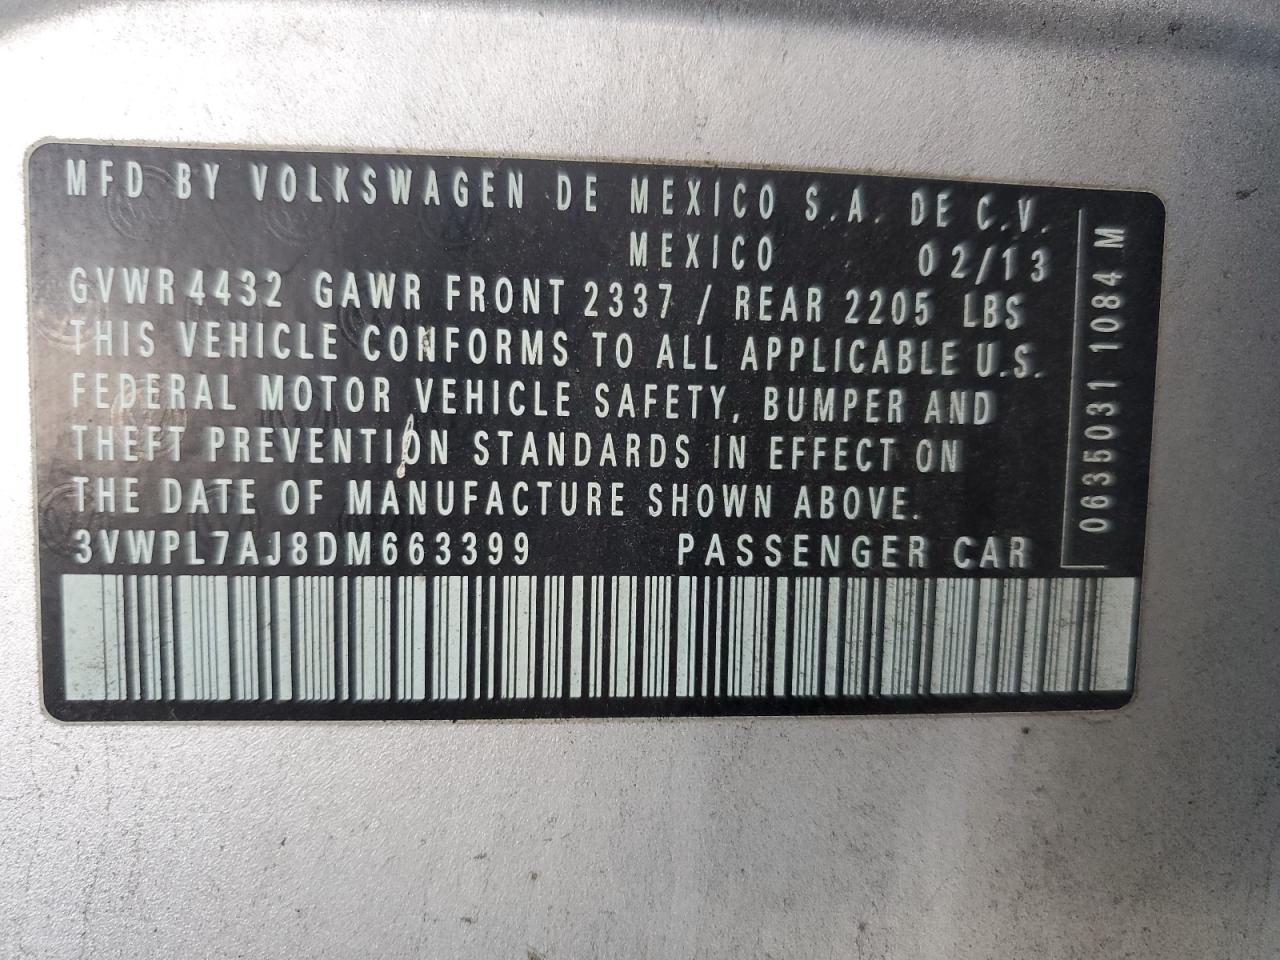 MFD BY VOLKSWAGEN DE MEXICO S.A. DE C.V.
MEXICO 02/13
GVWR 4432 GAWR FRONT 2337 / REAR 2205 LBS
THIS VEHICLE CONFORMS TO ALL APPLICABLE U.S.
FEDERAL MOTOR VEHICLE SAFETY, BUMPER AND
THEFT PREVENTION STANDARDS IN EFFECT ON
THE DATE OF MANUFACTURE SHOWN ABOVE.
3VWPL7AJ8DM663399 PASSENGER CAR
0635031 1084 M